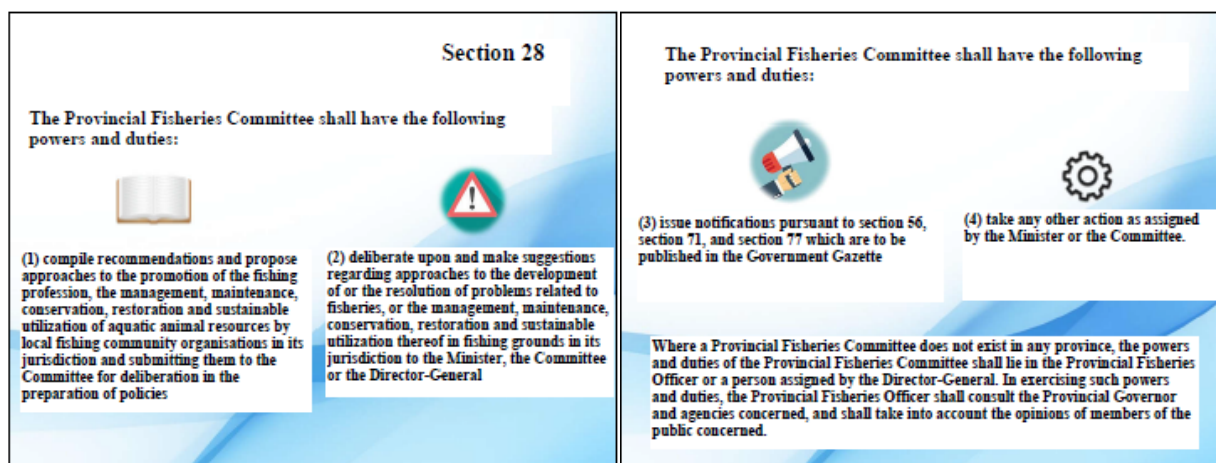 Section 28
The Provincial Fisheries Committee shall have the following
powers and duties:
(1) compile recommendations and propose
approaches to the promotion of the fishing
profession, the management, maintenance,
conservation, restoration and sustainable
utilization of aquatic animal resources by
local fishing community organisations in its
jurisdiction and submitting them to the
Committee for deliberation in the
preparation of policies
(2) deliberate upon and make suggestions
regarding approaches to the development
of or the resolution of problems related to
fisheries, or the management, maintenance,
conservation, restoration and sustainable
utilization thereof in fishing grounds in its
jurisdiction to the Minister, the Committee
or the Director-General
The Provincial Fisheries Committee shall have the following
powers and duties:
(3) issue notifications pursuant to section 56,
section 71, and section 77 which are to be
published in the Government Gazette
(4) take any other action as assigned
by the Minister or the Committee.
Where a Provincial Fisheries Committee does not exist in any province, the powers
and duties of the Provincial Fisheries Committee shall lie in the Provincial Fisheries
Officer or a person assigned by the Director-General. In exercising such powers
and duties, the Provincial Fisheries Officer shall consult the Provincial Governor
and agencies concerned, and shall take into account the opinions of members of the
public concerned.